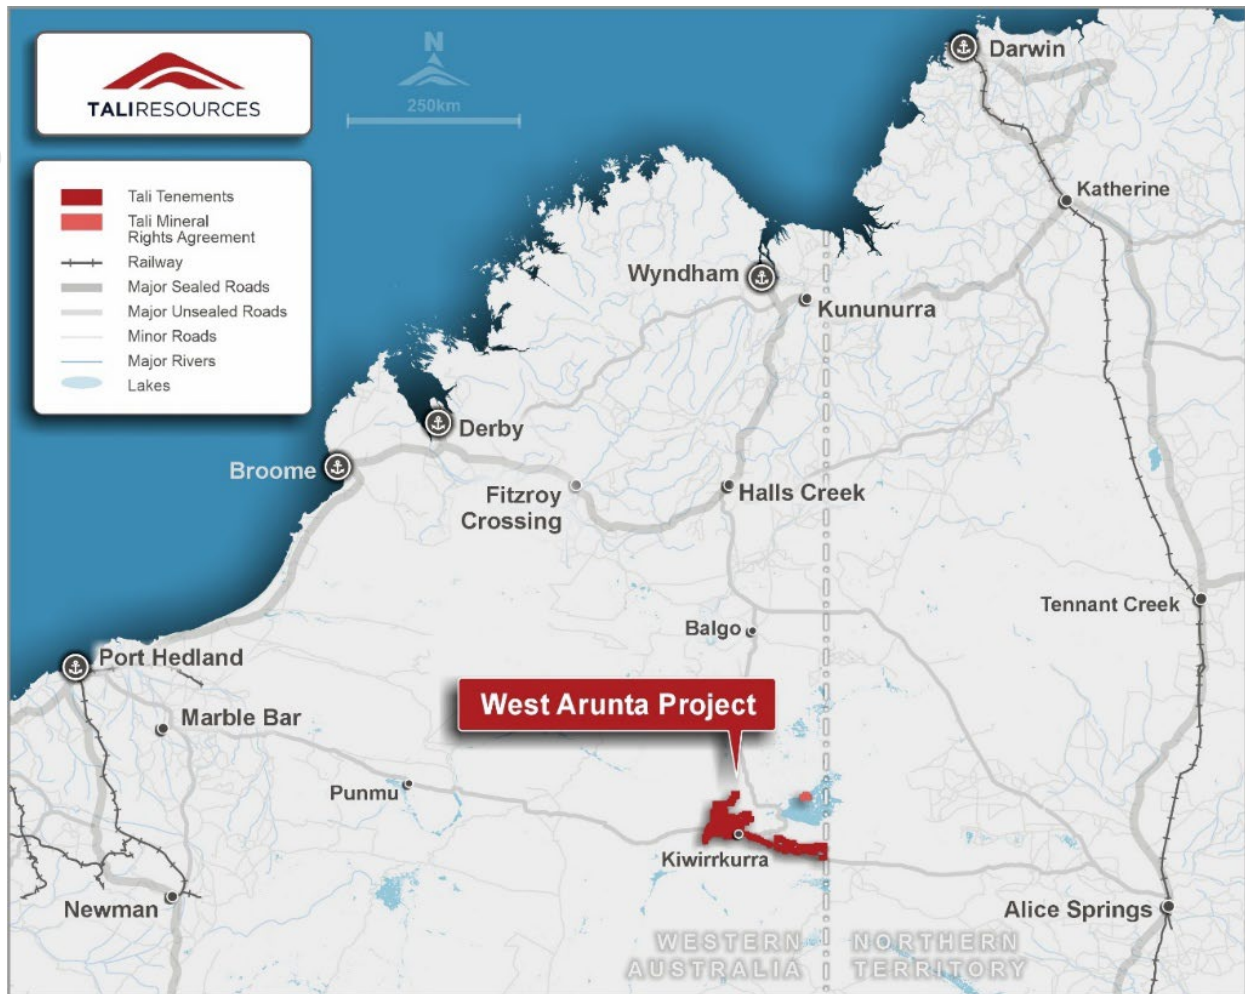 TALIRESOURCES
N
250km
Tali Tenements
Tali Mineral
Rights Agreement
Railway
Major Sealed Roads
Major Unsealed Roads
Minor Roads
Major Rivers
Lakes
Darwin
Katherine
Wyndham
Kununurra
Derby
Broome
Fitzroy
Crossing
Halls Creek
Tennant Creek
Balgo
Port Hedland
West Arunta Project
Marble Bar
Punmu
Kiwirrkurra
Newman
Alice Springs
WESTERN
AUSTRALIA
NORTHERN
TERRITORY